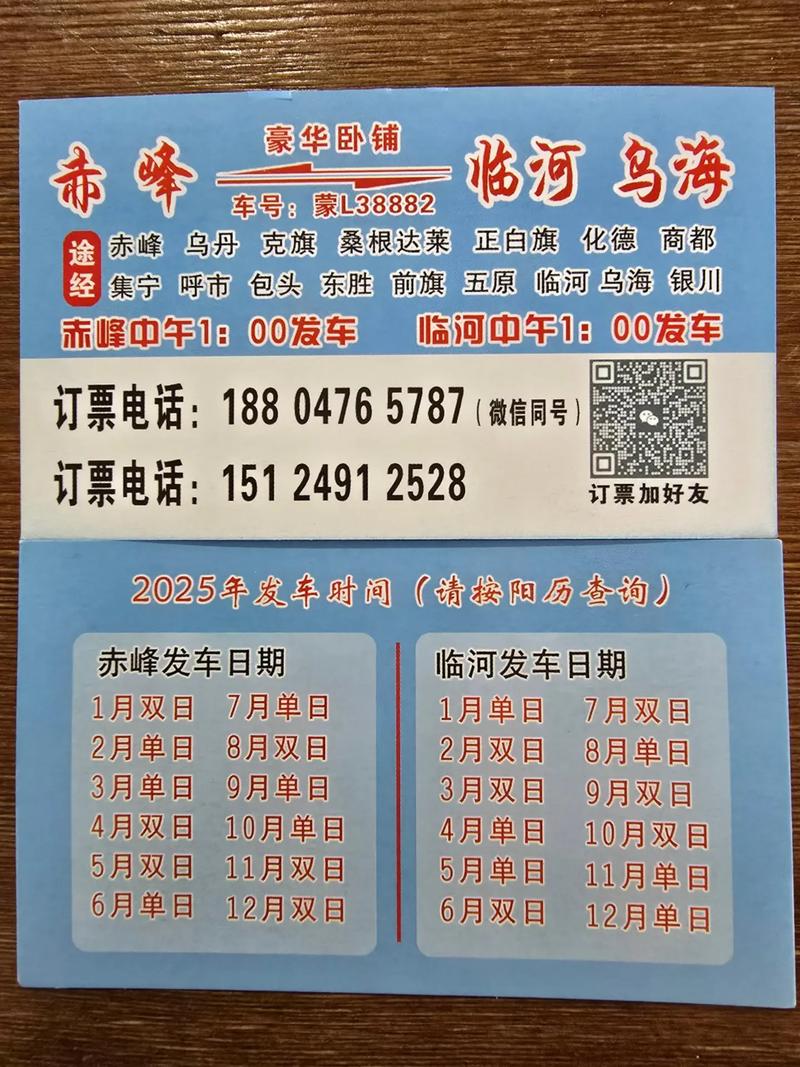 豪华卧铺
赤峰 临河 乌海
车号：蒙L38882
途经
赤峰 乌丹 克旗 桑根达莱 正白旗 化德 商都
集宁 呼市 包头 东胜 前旗 五原 临河 乌海 银川
赤峰中午1：00发车 临河中午1：00发车
订票电话：188 0476 5787（微信同号）
订票电话：151 2491 2528
订票加好友
2025年发车时间（请按阳历查询）
赤峰发车日期
1月双日 7月单日
2月单日 8月双日
3月单日 9月单日
4月双日 10月单日
5月双日 11月双日
6月单日 12月双日
临河发车日期
1月单日 7月双日
2月双日 8月单日
3月双日 9月双日
4月单日 10月双日
5月单日 11月单日
6月双日 12月单日